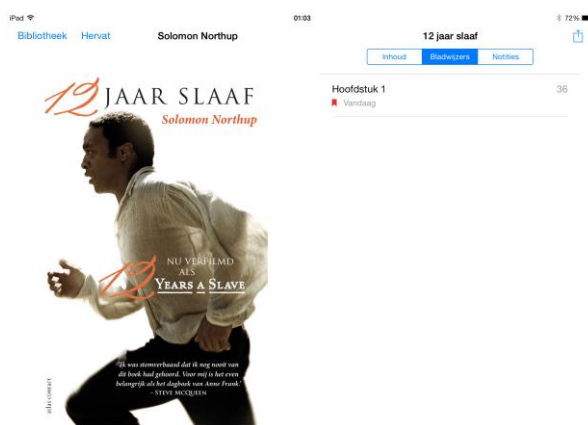 iPad
01:03
72%
Bibliotheek Hervat
Solomon Northup
12 jaar slaaf
Inhoud Bladwijzers Notities
Hoofdstuk 1 36
Vandaag
12 JAAR SLAAF
Solomon Northup
NU VERFILMD
ALS
12 YEARS A SLAVE
'Ik was stomverbaasd dat ik nog nooit van
dit boek had gehoord. Voor mij is het even
belangrijk als het dagboek van Anne Frank.'
– STEVE MCQUEEN
atlas contact